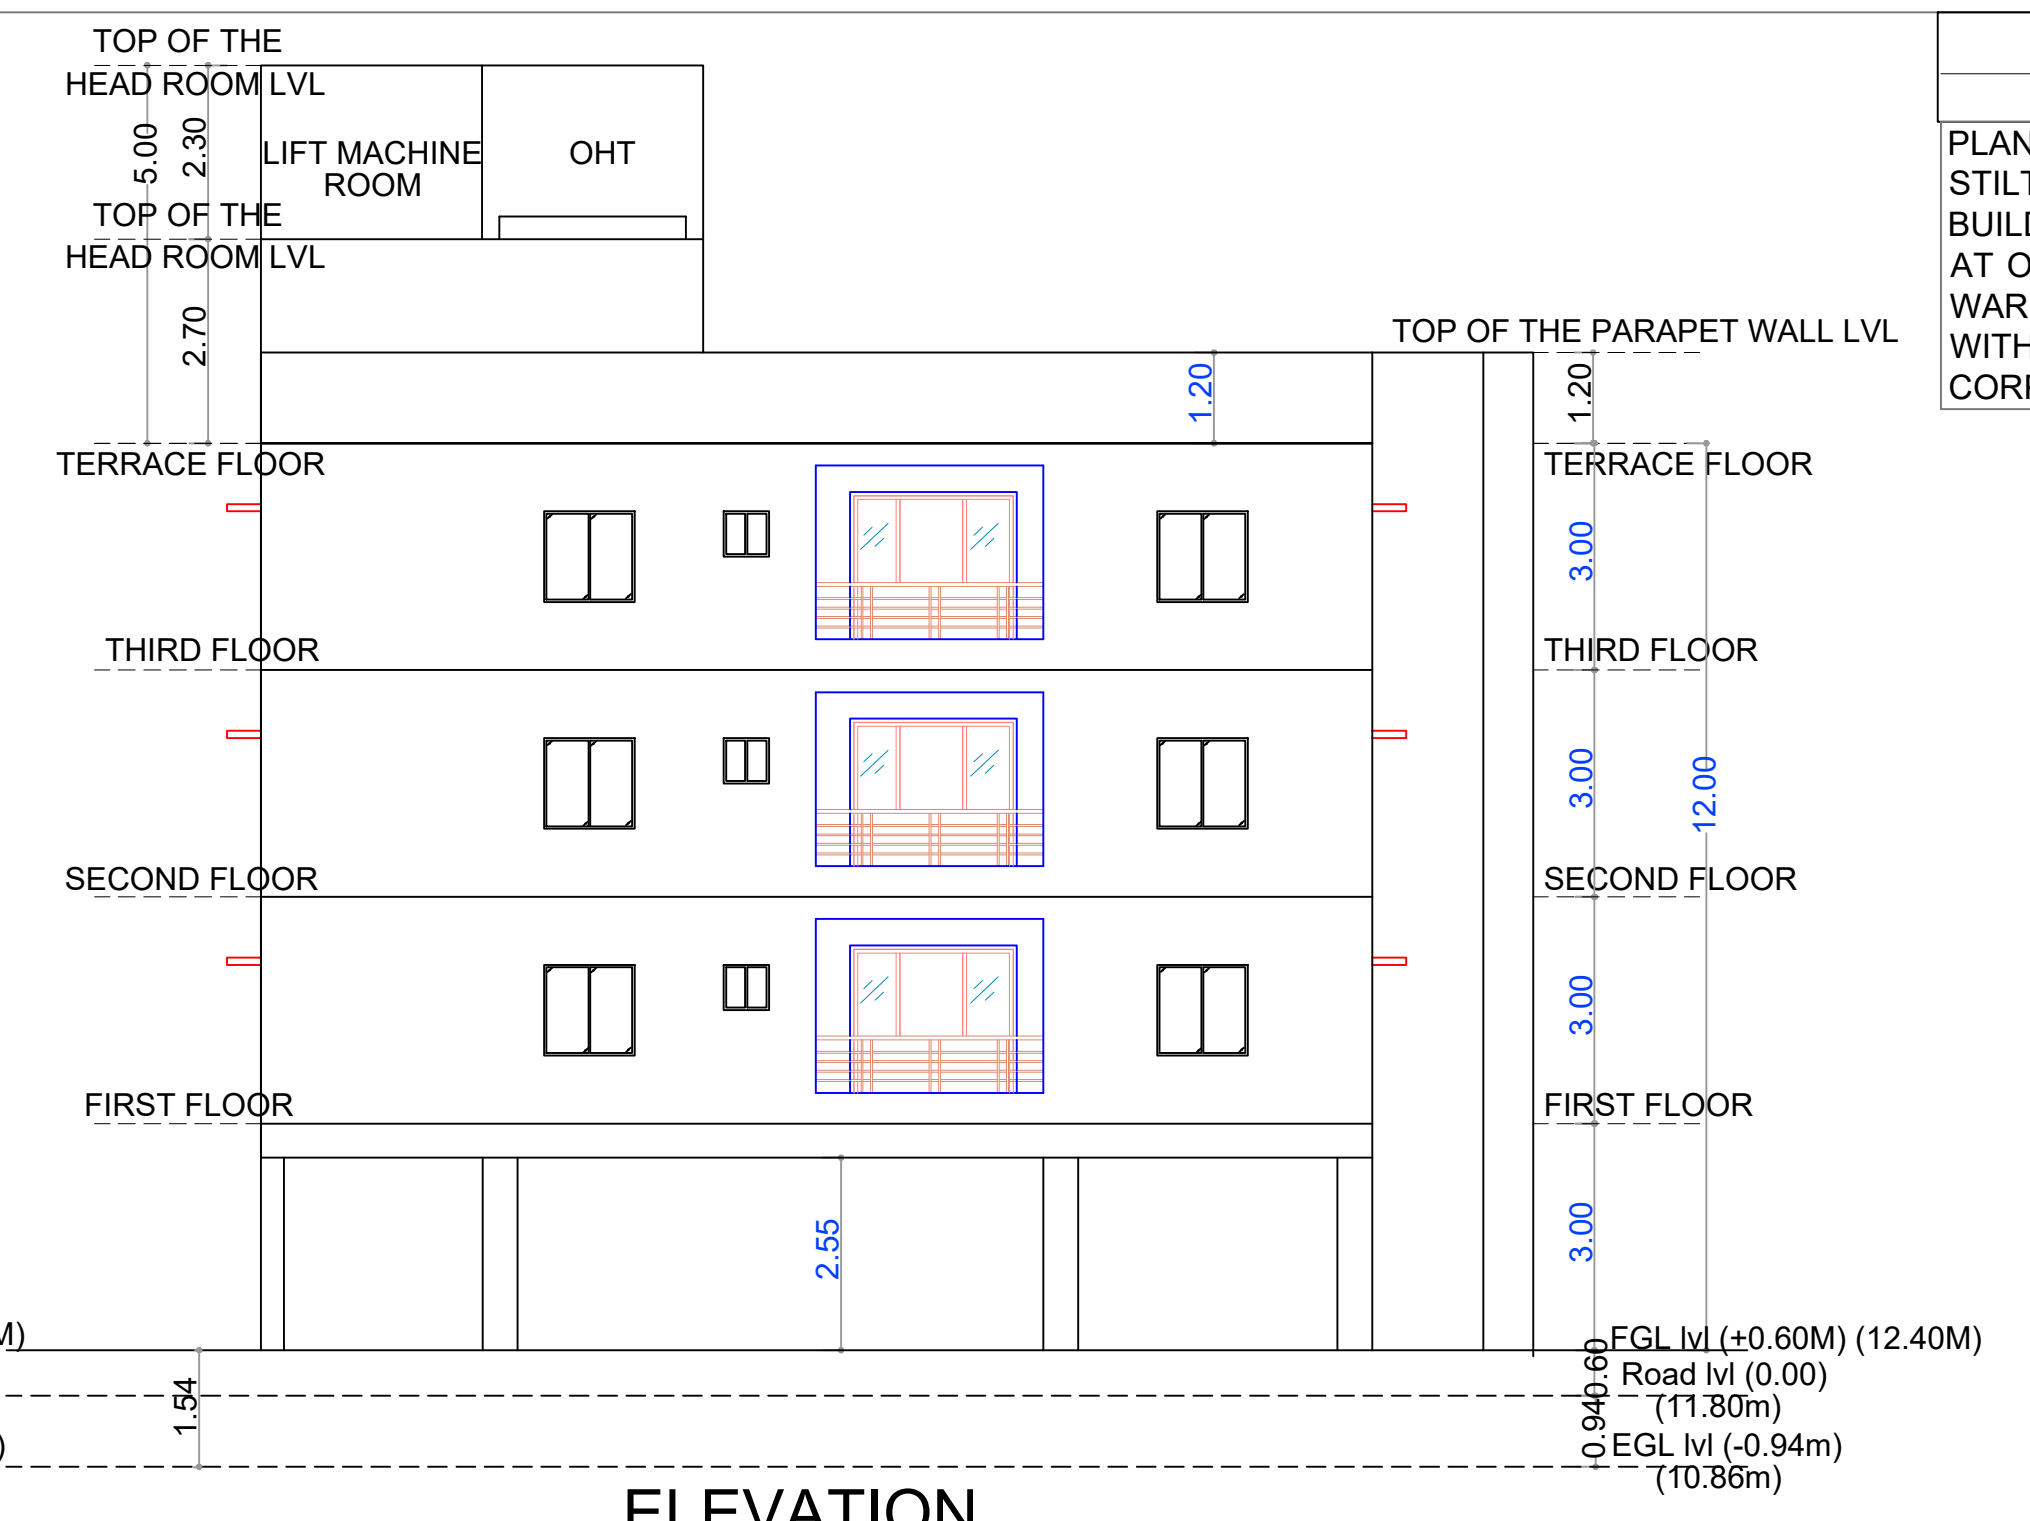 TOP OF THE
HEAD ROOM LVL
5.00
2.30
LIFT MACHINE
ROOM
OHT
TOP OF THE
HEAD ROOM LVL
2.70
PLAN
STILT
BUILD
AT O
WAR
WITH
CORP
TOP OF THE PARAPET WALL LVL
1.20
1.20
TERRACE FLOOR
TERRACE FLOOR
3.00
THIRD FLOOR
THIRD FLOOR
3.00
12.00
SECOND FLOOR
SECOND FLOOR
3.00
FIRST FLOOR
FIRST FLOOR
2.55
3.00
M)
FGL lvl (+0.60M) (12.40M)
0.60
Road lvl (0.00)
(11.80m)
1.54
0.94
)
EGL lvl (-0.94m)
(10.86m)
ELEVATION